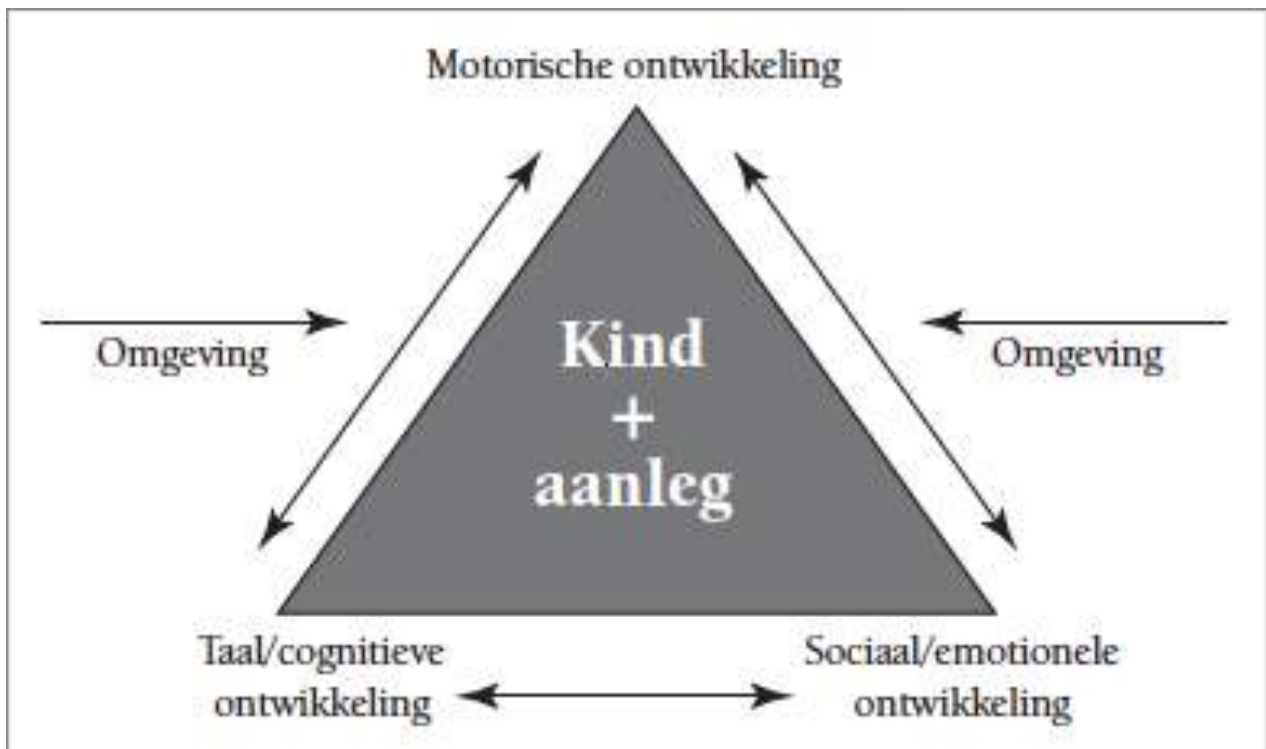 Motorische ontwikkeling
Omgeving
Omgeving
Kind
+
aanleg
Taal/cognitieve
ontwikkeling
Sociaal/emotionele
ontwikkeling